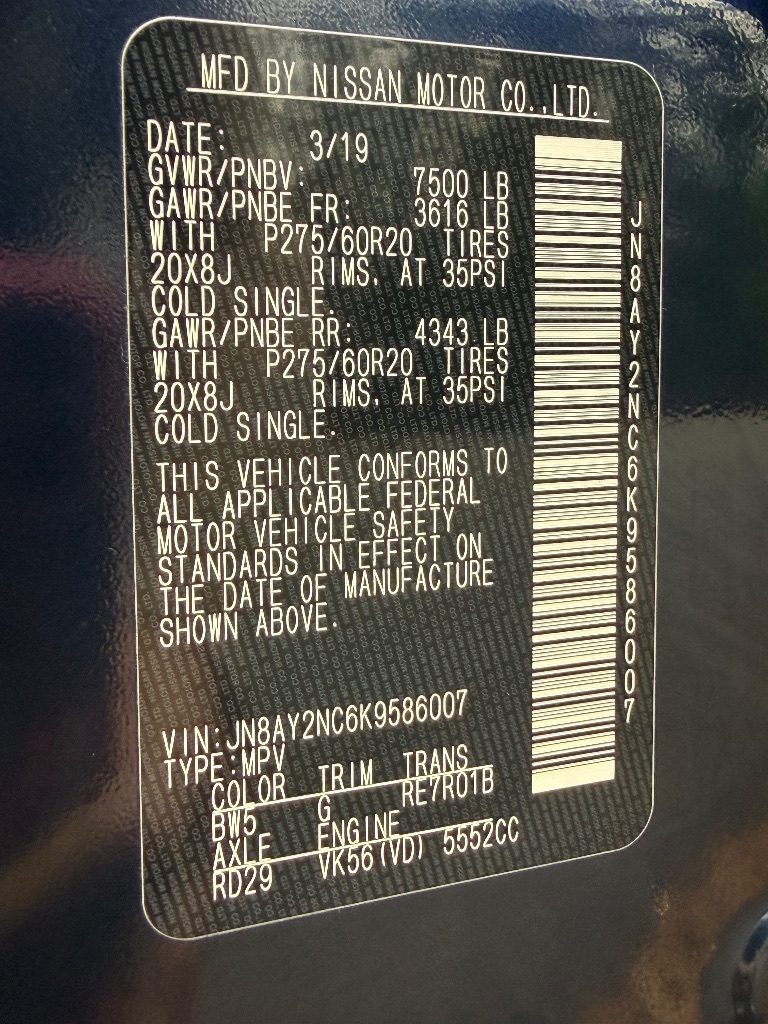 MFD BY NISSAN MOTOR CO.,LTD.
DATE: 3/19
GVWR/PNBV: 7500 LB
GAWR/PNBE FR: 3616 LB
WITH P275/60R20 TIRES
20X8J RIMS, AT 35PSI
COLD SINGLE.
GAWR/PNBE RR: 4343 LB
WITH P275/60R20 TIRES
20X8J RIMS, AT 35PSI
COLD SINGLE.
THIS VEHICLE CONFORMS TO
ALL APPLICABLE FEDERAL
MOTOR VEHICLE SAFETY
STANDARDS IN EFFECT ON
THE DATE OF MANUFACTURE
SHOWN ABOVE.
VIN:JN8AY2NC6K9586007
TYPE:MPV
COLOR TRIM TRANS
BW5 G RE7R01B
AXLE ENGINE
RD29 VK56(VD) 5552CC
JN8AY2NC6K9586007